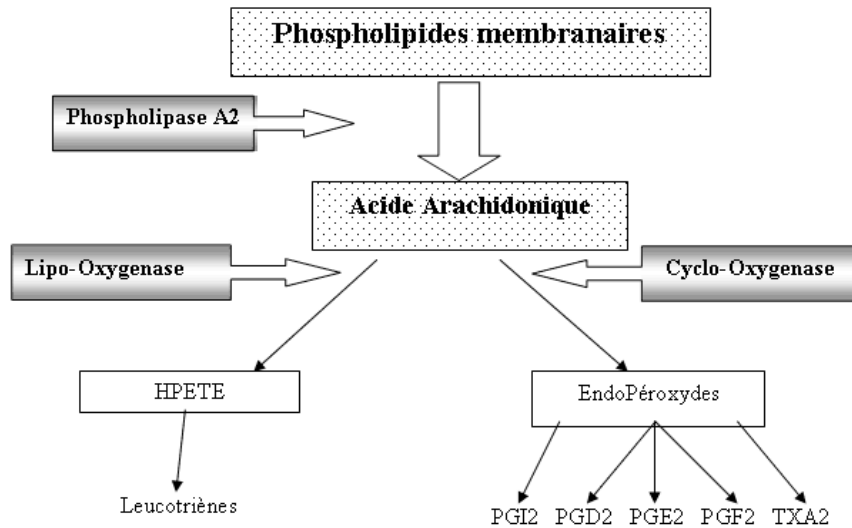 Phospholipides membranaires
Phospholipase A2
Acide Arachidonique
Lipo-Oxygenase
Cyclo-Oxygenase
HPETE
EndoPéroxydes
Leucotriènes
PGI2 PGD2 PGE2 PGF2 TXA2